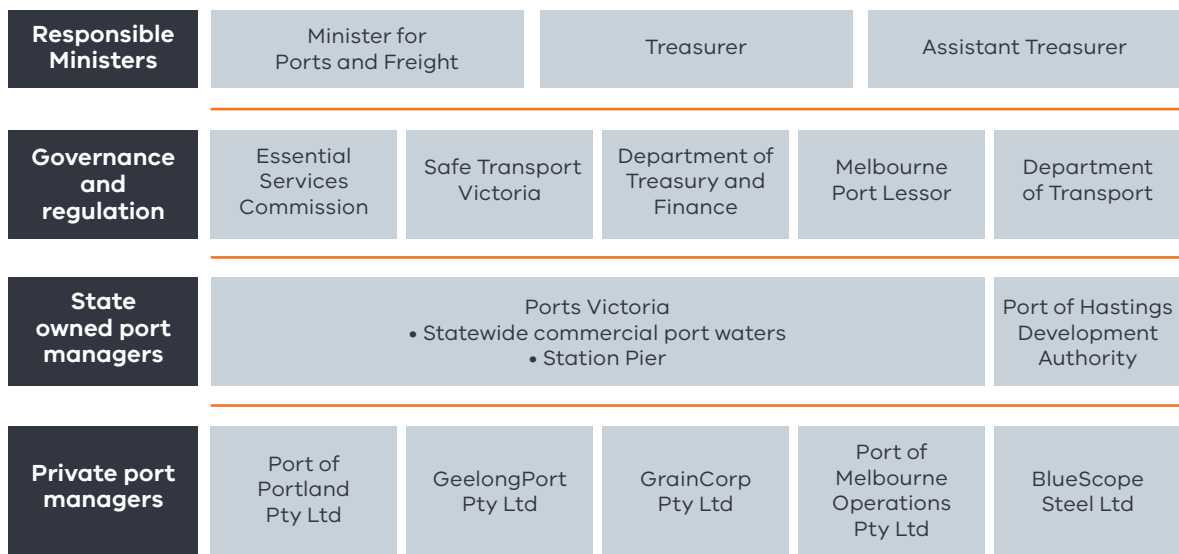 Responsible
Ministers
Minister for
Ports and Freight
Treasurer
Assistant Treasurer
Governance
and
regulation
Essential
Services
Commission
Safe Transport
Victoria
Department of
Treasury and
Finance
Melbourne
Port Lessor
Department
of Transport
State
owned port
managers
Ports Victoria
• Statewide commercial port waters
• Station Pier
Port of Hastings
Development
Authority
Private port
managers
Port of
Portland
Pty Ltd
GeelongPort
Pty Ltd
GrainCorp
Pty Ltd
Port of
Melbourne
Operations
Pty Ltd
BlueScope
Steel Ltd